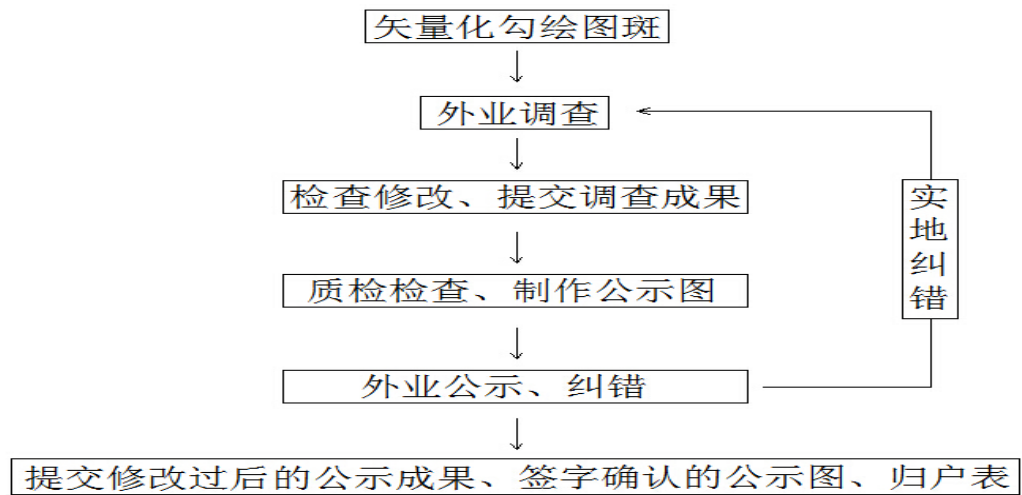 矢量化勾绘图斑
外业调查
检查修改、提交调查成果
质检检查、制作公示图
外业公示、纠错
实地纠错
提交修改过后的公示成果、签字确认的公示图、归户表